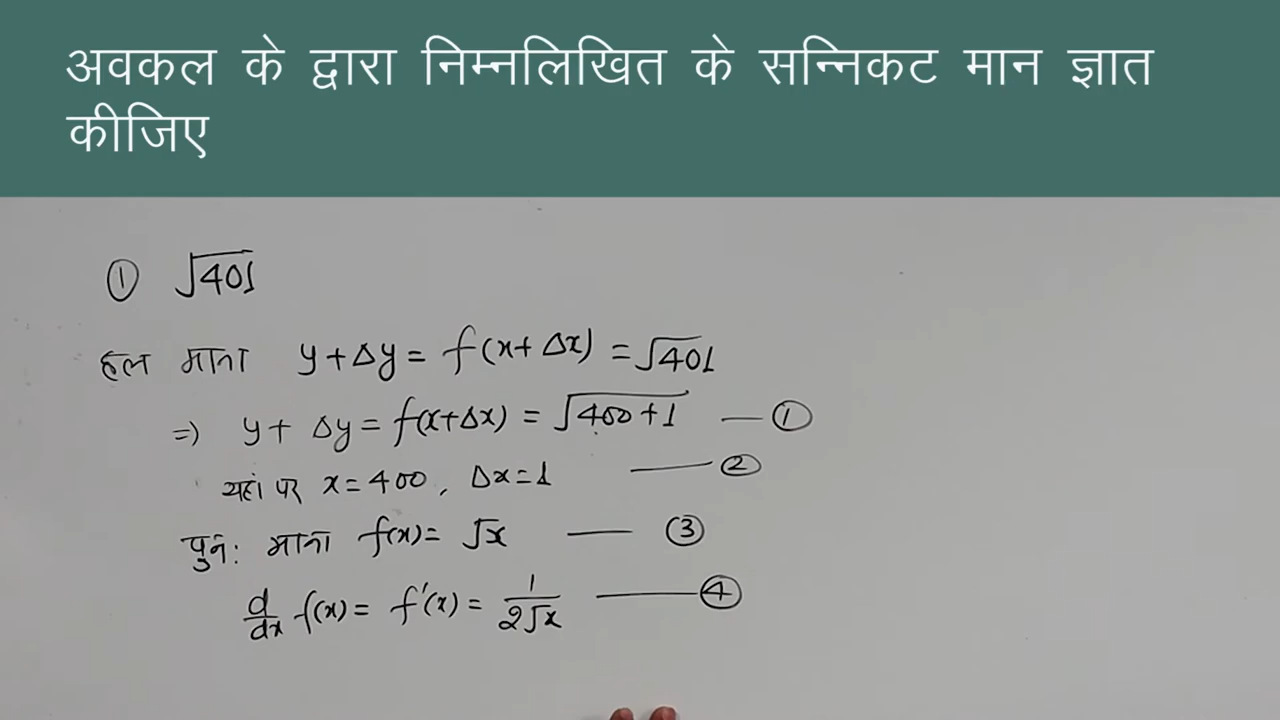 अवकल के द्वारा निम्नलिखित के सन्निकट मान ज्ञात
कीजिए
① √401
हल माना y+Δy = f(x+Δx) = √401
=) y+Δy = f(x+Δx) = √400+1 — ①
यहां पर x=400, Δx=1 — ②
पुनः माना f(x)= √x — ③
d/dx f(x) = f'(x) = 1/2√x — ④